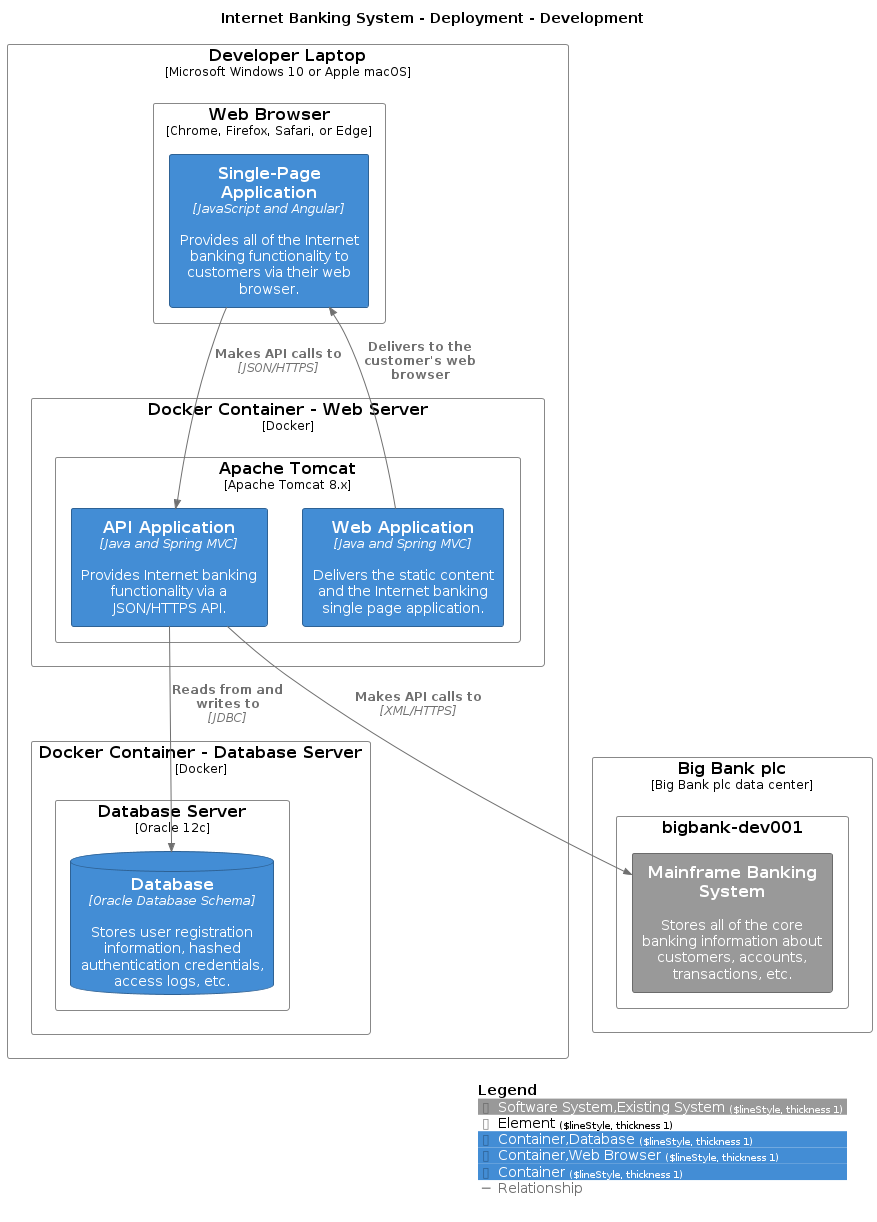 Internet Banking System - Deployment - Development
Developer Laptop
[Microsoft Windows 10 or Apple macOS]
Web Browser
[Chrome, Firefox, Safari, or Edge]
Single-Page
Application
[JavaScript and Angular]
Provides all of the Internet
banking functionality to
customers via their web
browser.
Makes API calls to
[JSON/HTTPS]
Delivers to the
customer's web
browser
Docker Container - Web Server
[Docker]
Apache Tomcat
[Apache Tomcat 8.x]
API Application
[Java and Spring MVC]
Provides Internet banking
functionality via a
JSON/HTTPS API.
Web Application
[Java and Spring MVC]
Delivers the static content
and the Internet banking
single page application.
Reads from and
writes to
[JDBC]
Makes API calls to
[XML/HTTPS]
Docker Container - Database Server
[Docker]
Database Server
[Oracle 12c]
Database
[Oracle Database Schema]
Stores user registration
information, hashed
authentication credentials,
access logs, etc.
Big Bank plc
[Big Bank plc data center]
bigbank-dev001
Mainframe Banking
System
Stores all of the core
banking information about
customers, accounts,
transactions, etc.
Legend
Software System,Existing System ($lineStyle, thickness 1)
Element ($lineStyle, thickness 1)
Container,Database ($lineStyle, thickness 1)
Container,Web Browser ($lineStyle, thickness 1)
Container ($lineStyle, thickness 1)
Relationship